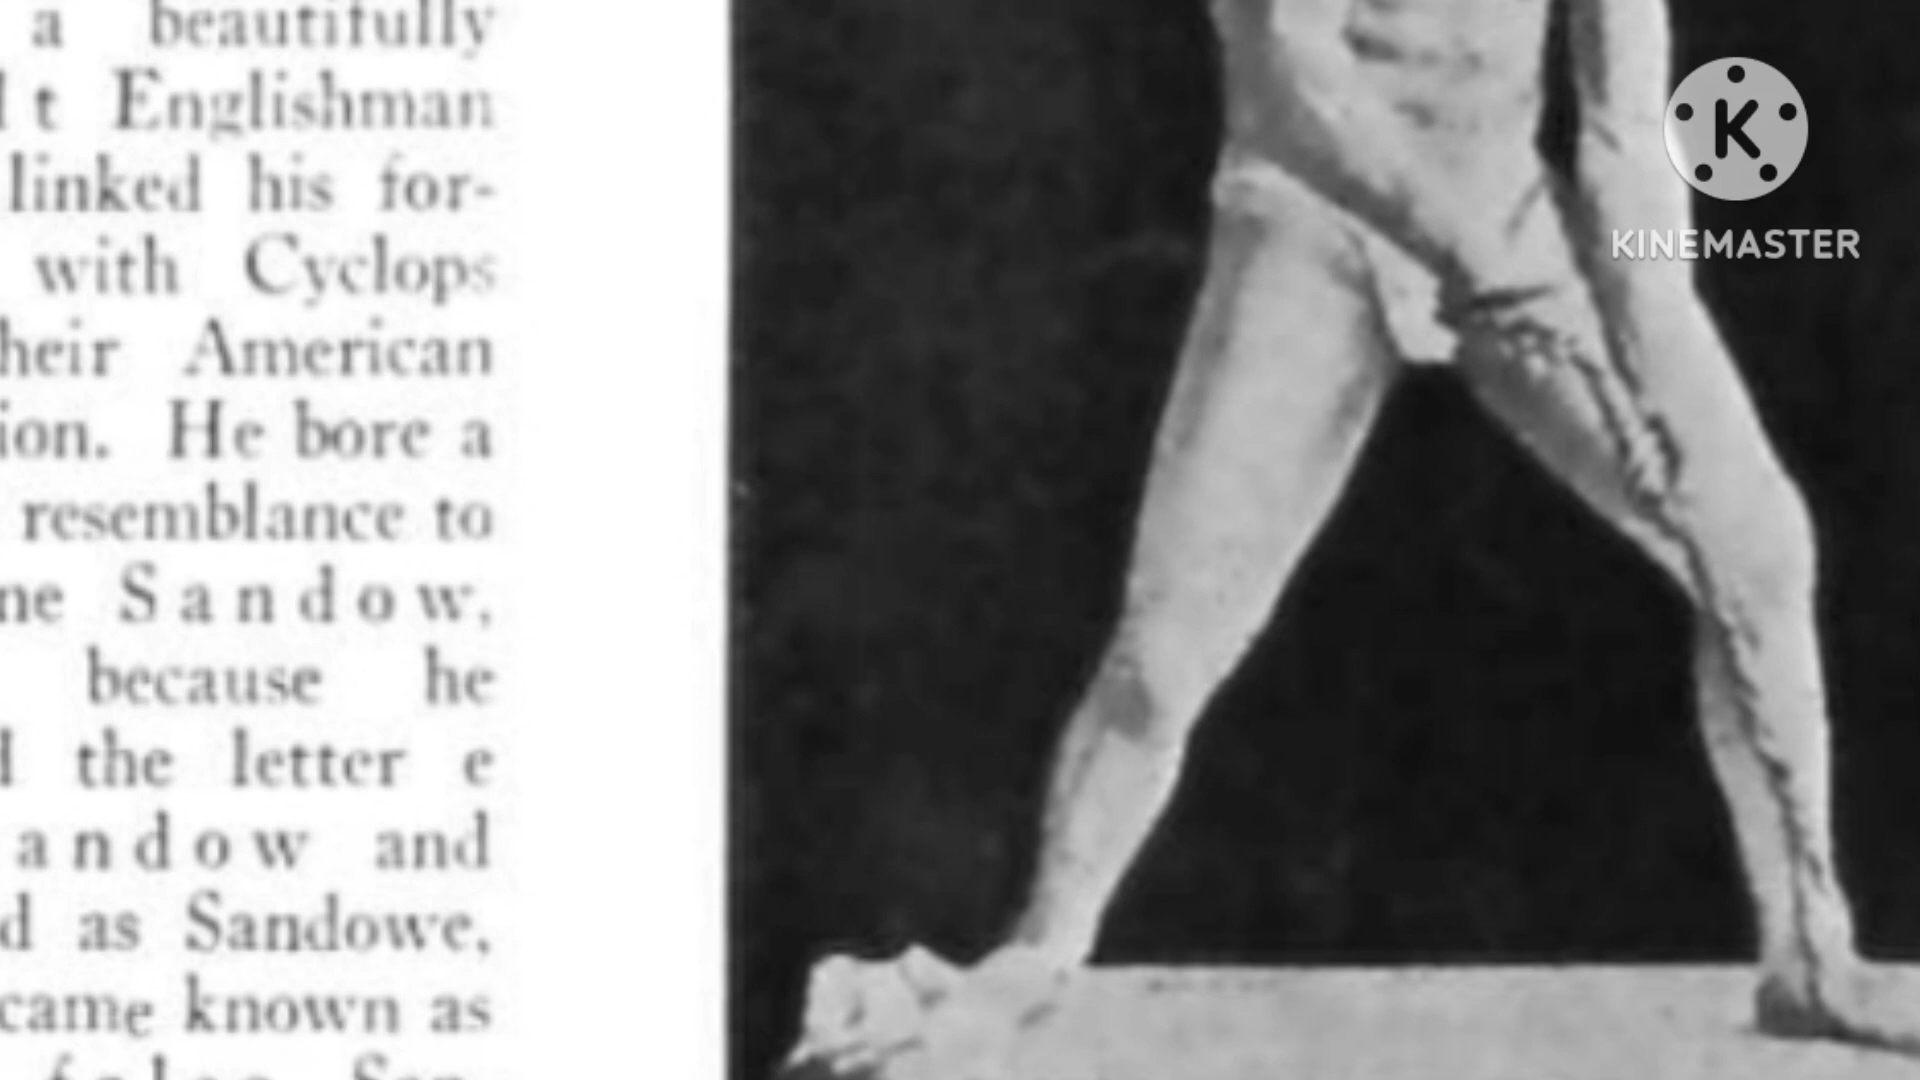 a beautifully
lt Englishman
linked his for-
with Cyclops
heir American
ion. He bore a
resemblance to
ne Sandow,
because he
d the letter e
andow and
d as Sandowe,
came known as
K
KINEMASTER